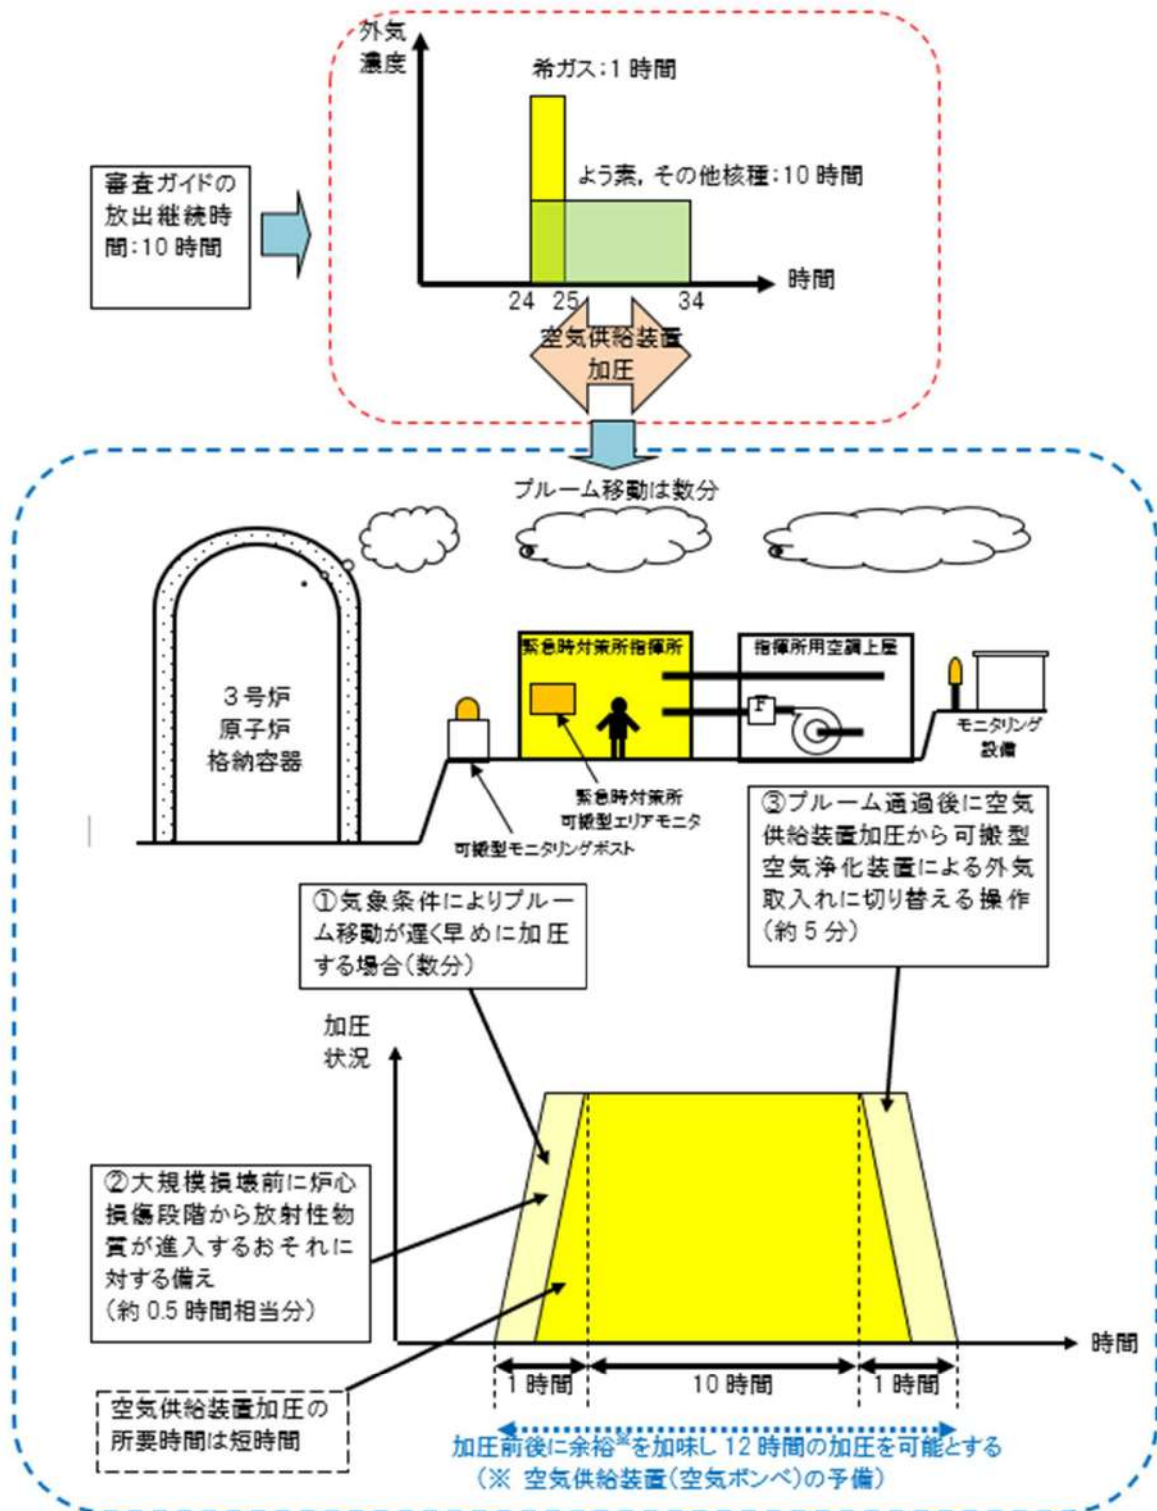 外気
濃度
希ガス:1時間
よう素,その他核種:10時間
審査ガイドの
放出継続時
間:10時間
時間
24 25 34
空気供給装置
加圧
プルーム移動は数分
3号炉
原子炉
格納容器
緊急時対策所指揮所
指揮所用空調上屋
F
モニタリング
設備
緊急時対策所
可搬型エリアモニタ
可搬型モニタリングポスト
③プルーム通過後に空気
供給装置加圧から可搬型
空気浄化装置による外気
取入れに切り替える操作
(約5分)
①気象条件によりプルー
ム移動が遅く早めに加圧
する場合(数分)
加圧
状況
②大規模損壊前に炉心
損傷段階から放射性物
質が進入するおそれに
対する備え
(約0.5時間相当分)
時間
1時間 10時間 1時間
空気供給装置加圧の
所要時間は短時間
加圧前後に余裕※を加味し12時間の加圧を可能とする
(※ 空気供給装置(空気ボンベ)の予備)